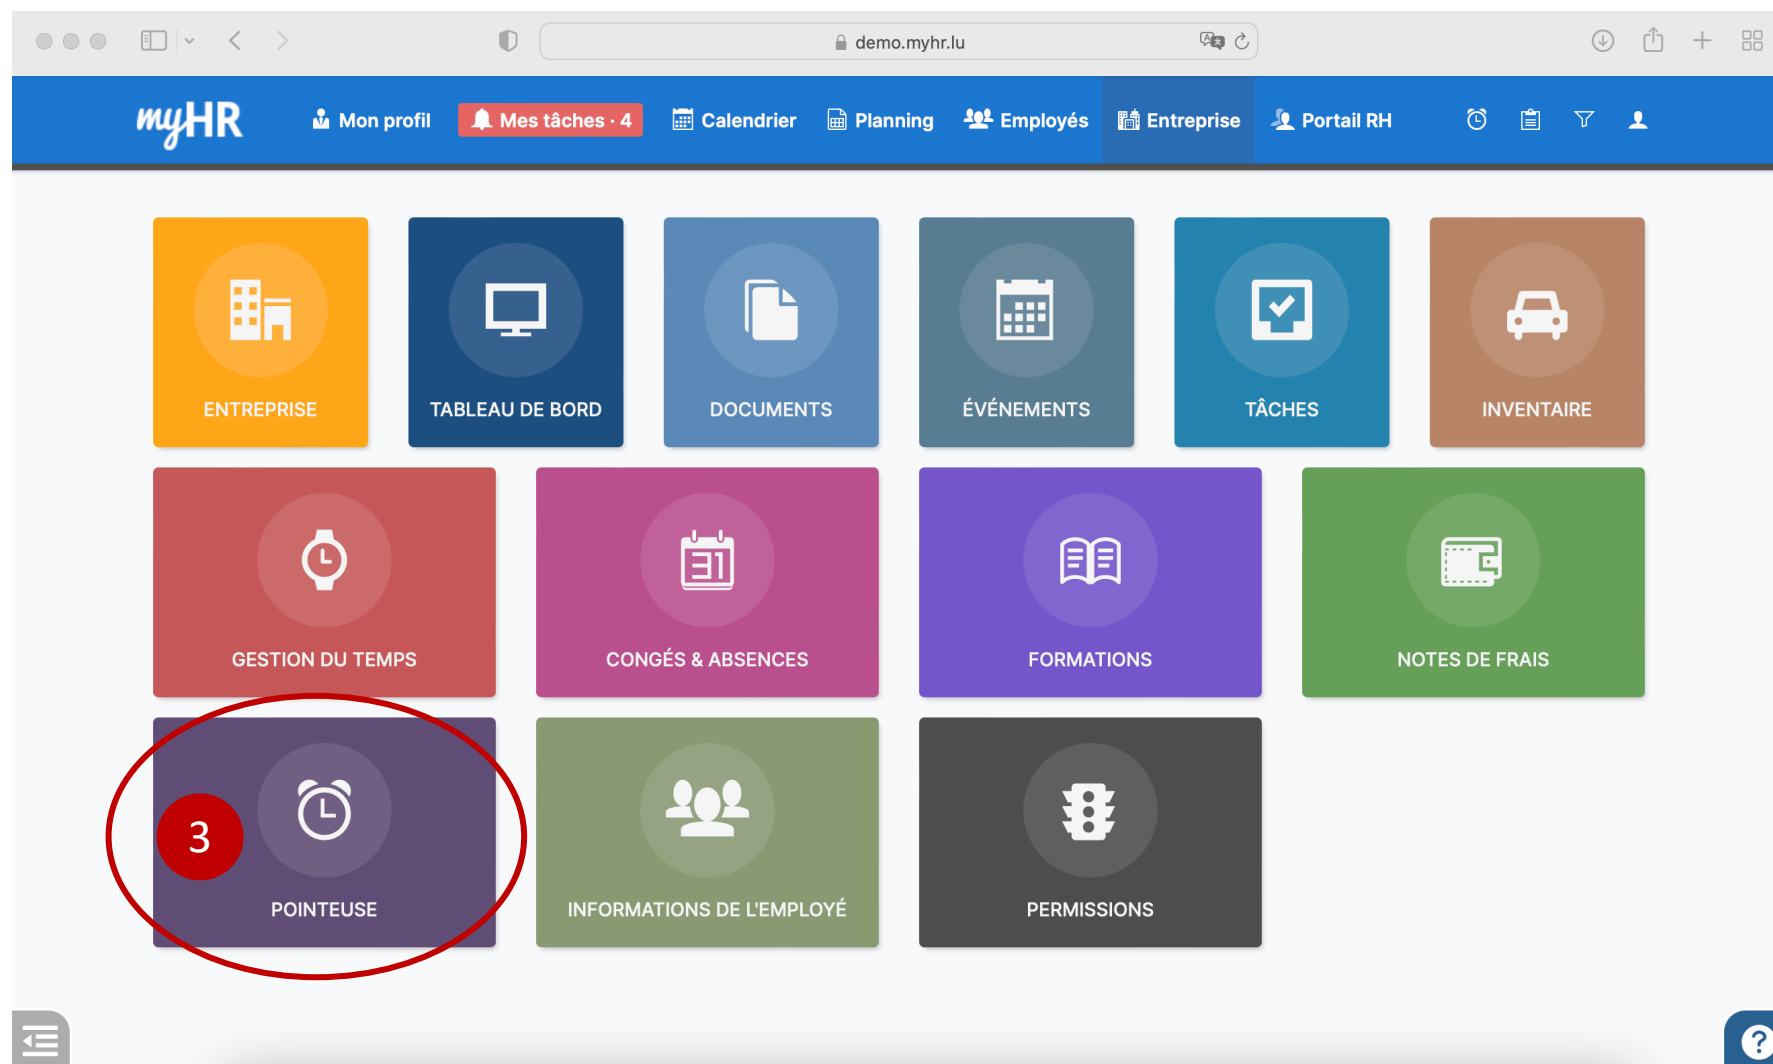 demo.myhr.lu
myHR
Mon profil
Mes tâches · 4
Calendrier
Planning
Employés
Entreprise
Portail RH
ENTREPRISE
TABLEAU DE BORD
DOCUMENTS
ÉVÉNEMENTS
TÂCHES
INVENTAIRE
31
GESTION DU TEMPS
CONGÉS & ABSENCES
FORMATIONS
NOTES DE FRAIS
3
POINTEUSE
INFORMATIONS DE L'EMPLOYÉ
PERMISSIONS
?